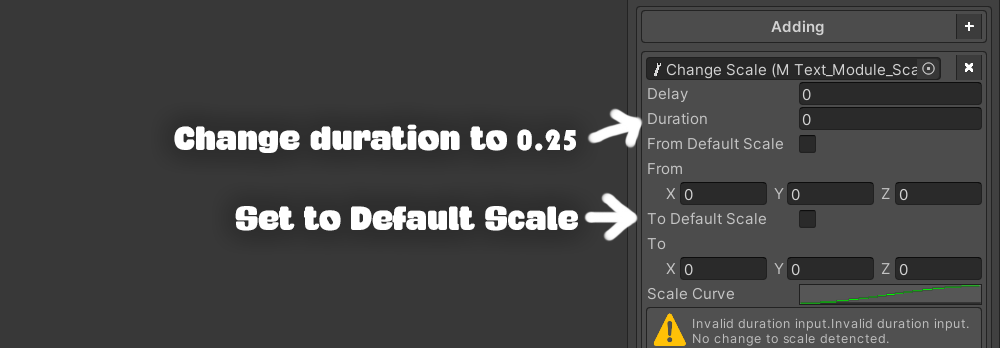 Adding +
Change Scale (M Text_Module_Sca
Delay 0
Change duration to 0.25
Duration 0
From Default Scale
From
X 0 Y 0 Z 0
Set to Default Scale
To Default Scale
To
X 0 Y 0 Z 0
Scale Curve
Invalid duration input.Invalid duration input.
No change to scale detencted.